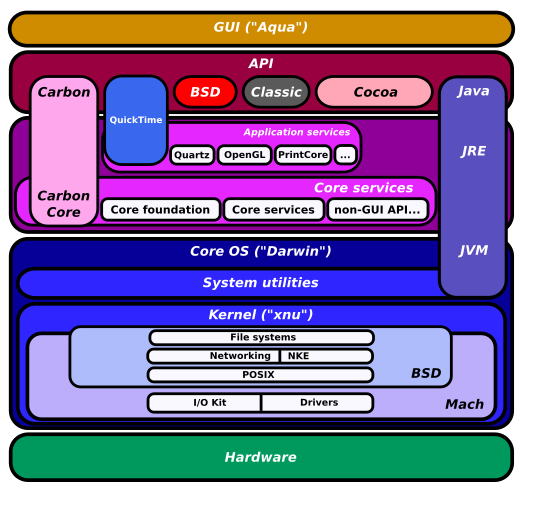 GUI ("Aqua")
API
Carbon
QuickTime
BSD
Classic
Cocoa
Java
Application services
Quartz
OpenGL
PrintCore
...
JRE
Core services
Carbon
Core
Core foundation
Core services
non-GUI API...
Core OS ("Darwin")
JVM
System utilities
Kernel ("xnu")
File systems
Networking
NKE
POSIX
BSD
I/O Kit
Drivers
Mach
Hardware